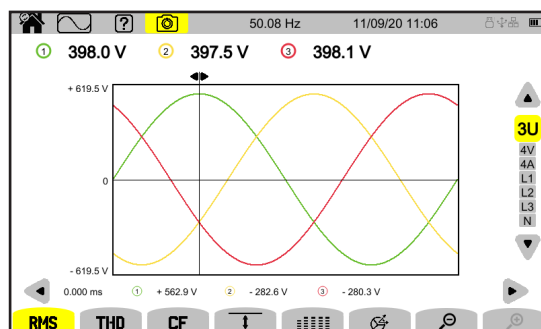 ? 50.08 Hz 11/09/20 11:06
1 398.0 V 2 397.5 V 3 398.1 V
+ 619.5 V
0
- 619.5 V
3U
4V
4A
L1
L2
L3
N
0.000 ms 1 + 562.9 V 2 - 282.6 V 3 - 280.3 V
RMS THD CF